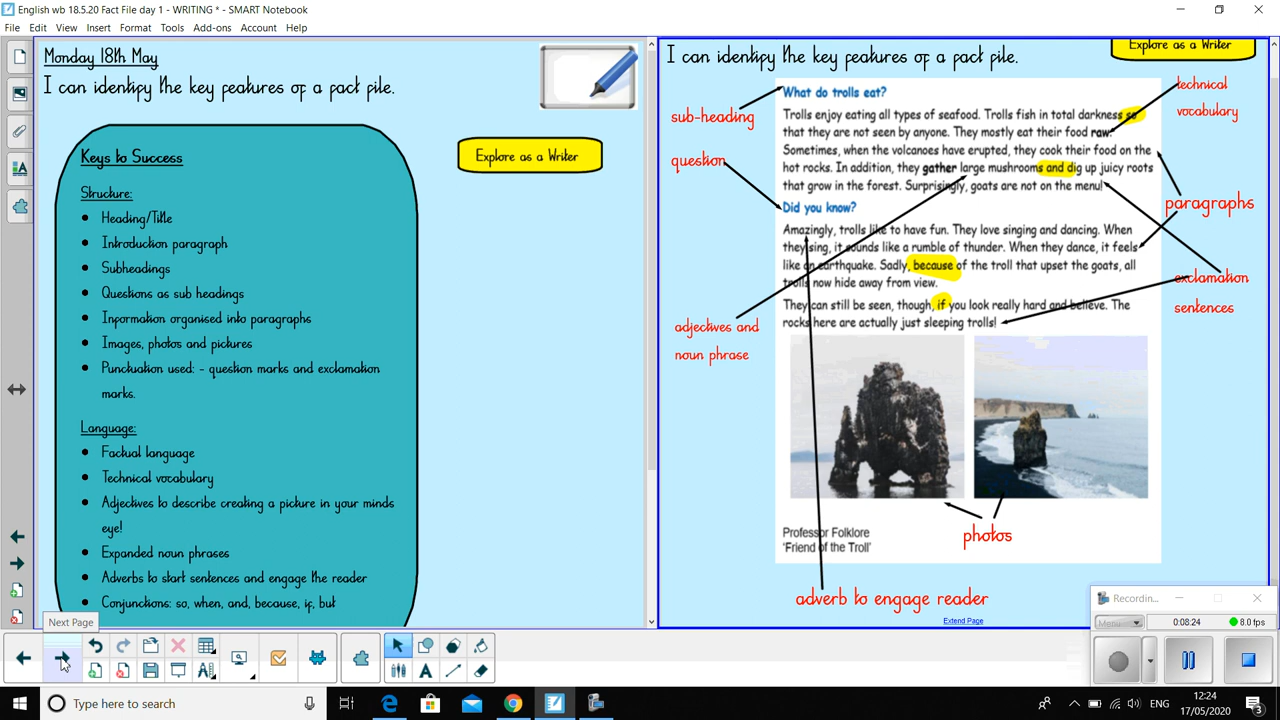 English wb 18.5.20 Fact File day 1 - WRITING * - SMART Notebook
File Edit View Insert Format Tools Add-ons Account Help
Monday 18th May
I can identify the key features of a fact file.
Explore as a Writer
Keys to Success
Structure:
Heading/Title
Introduction paragraph
Subheadings
Questions as sub headings
Information organised into paragraphs
Images, photos and pictures
Punctuation used: - question marks and exclamation
marks.
Language:
Factual language
Technical vocabulary
Adjectives to describe creating a picture in your minds
eye!
Expanded noun phrases
Adverbs to start sentences and engage the reader
Conjunctions: so, when, and, because, if, but
Next Page
Explore as a Writer
I can identify the key features of a fact file.
sub-heading
question
adjectives and
noun phrase
What do trolls eat?
Trolls enjoy eating all types of seafood. Trolls fish in total darkness so
that they are not seen by anyone. They mostly eat their food raw.
Sometimes, when the volcanoes have erupted, they cook their food on the
hot rocks. In addition, they gather large mushrooms and dig up juicy roots
that grow in the forest. Surprisingly, goats are not on the menu!
Did you know?
Amazingly, trolls like to have fun. They love singing and dancing. When
they sing, it sounds like a rumble of thunder. When they dance, it feels
like an earthquake. Sadly, because of the troll that upset the goats, all
trolls now hide away from view.
They can still be seen, though, if you look really hard and believe. The
rocks here are actually just sleeping trolls!
technical
vocabulary
paragraphs
exclamation
sentences
Professor Folklore
'Friend of the Troll'
photos
adverb to engage reader
Extend Page
Recordin...
Menu
0:08:24
8.0 fps
Type here to search
ENG
12:24
17/05/2020
3